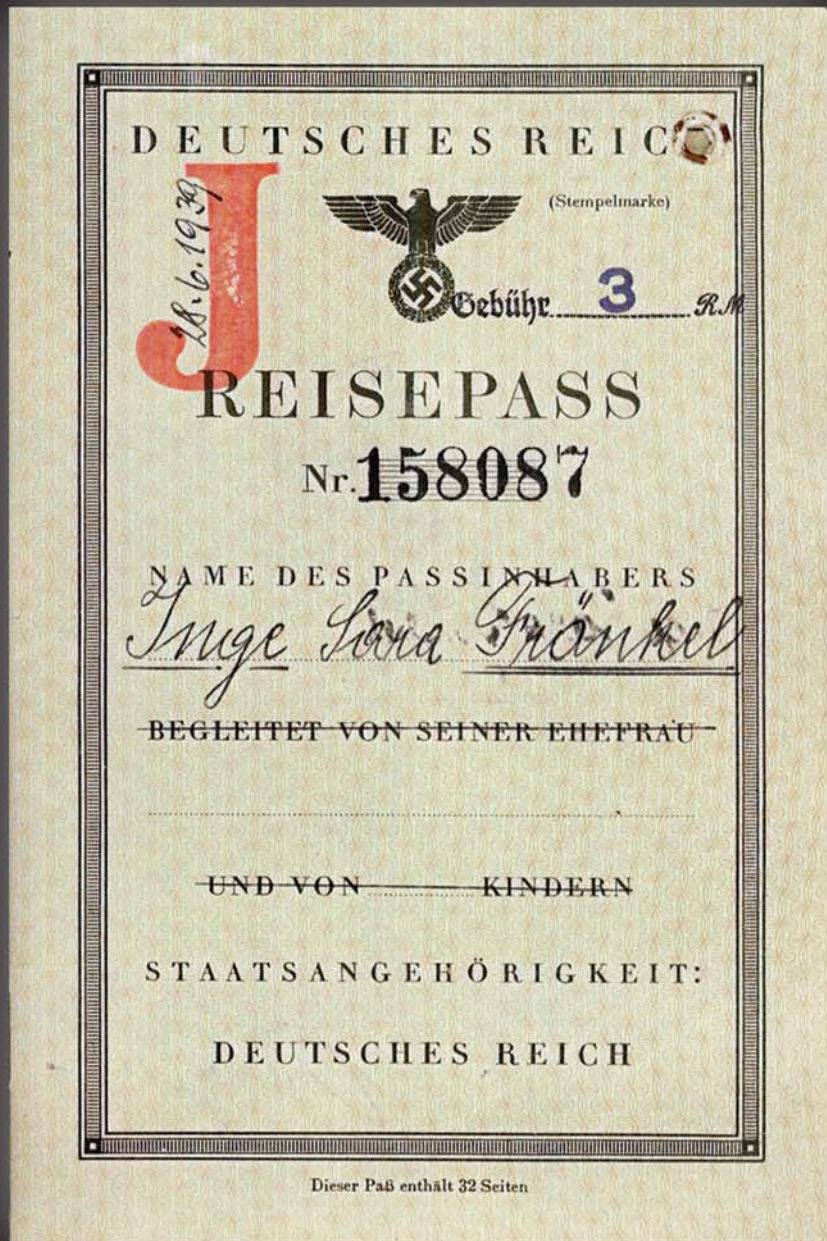 DEUTSCHES REIC
J
28.6.1939
(Stempelmarke)
Gebühr 3 RM
REISEPASS
Nr. 158087
NAME DES PASSINHABERS
Inge Sara Fränkel
BEGLEITET VON SEINER EHEFRAU
UND VON KINDERN
STAATSANGEHÖRIGKEIT:
DEUTSCHES REICH
Dieser Paß enthält 32 Seiten